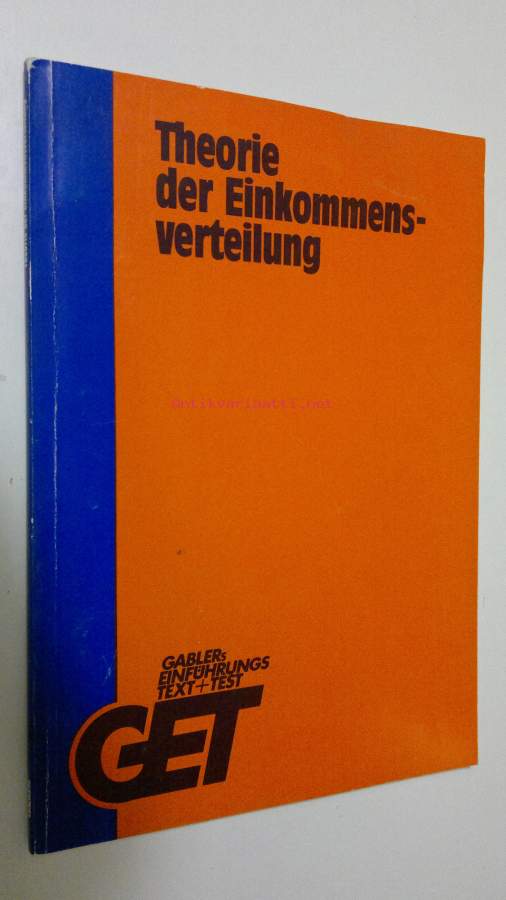 Theorie
der Einkommens-
verteilung
antikvariaatti.net
GABLERs
EINFÜHRUNGS
TEXT+TEST
GET